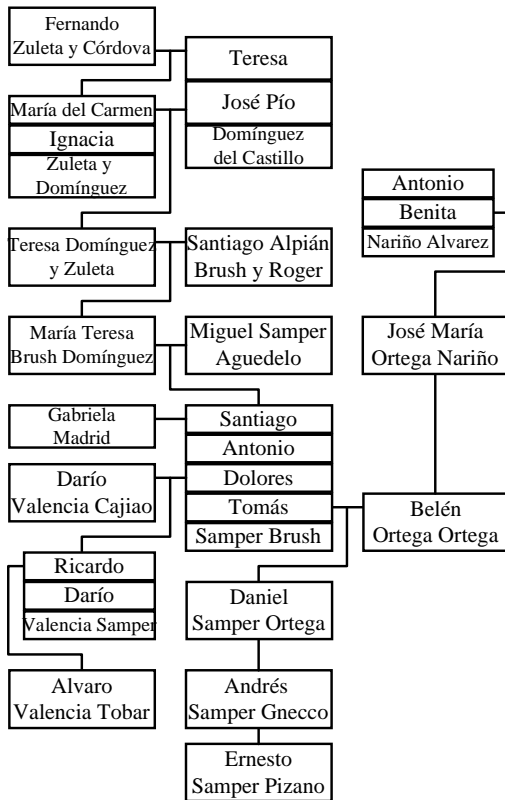 Fernando
Zuleta y Córdova
Teresa
María del Carmen
José Pío
Ignacia
Domínguez
del Castillo
Zuleta y
Domínguez
Antonio
Benita
Nariño Alvarez
Teresa Domínguez
y Zuleta
Santiago Alpián
Brush y Roger
María Teresa
Brush Domínguez
Miguel Samper
Aguedelo
José María
Ortega Nariño
Gabriela
Madrid
Santiago
Antonio
Darío
Valencia Cajiao
Dolores
Tomás
Samper Brush
Belén
Ortega Ortega
Ricardo
Darío
Valencia Samper
Daniel
Samper Ortega
Alvaro
Valencia Tobar
Andrés
Samper Gnecco
Ernesto
Samper Pizano